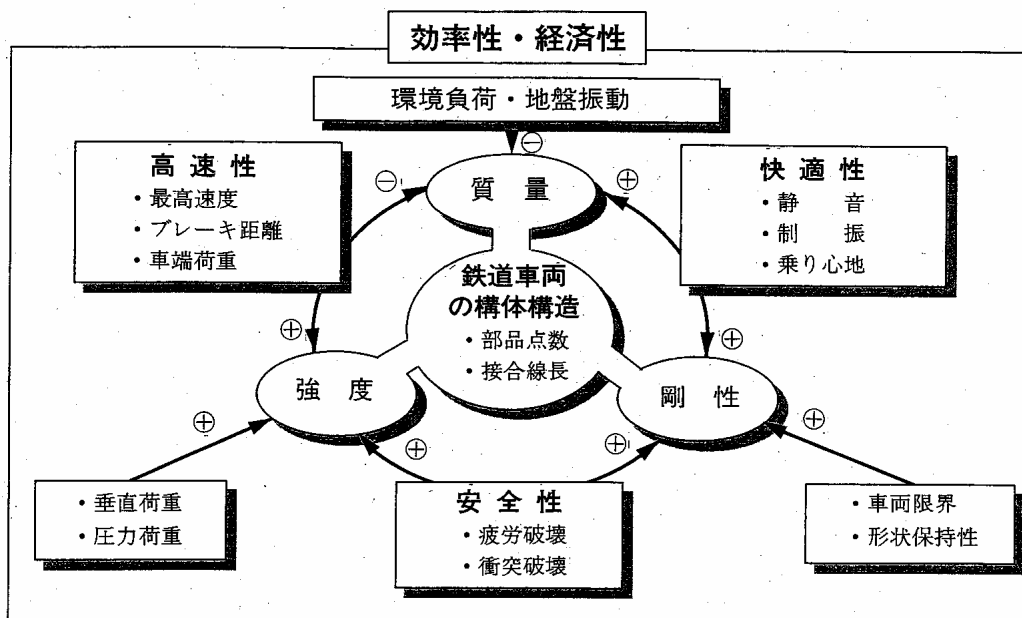 効率性・経済性
環境負荷・地盤振動
高速性
・最高速度
・ブレーキ距離
・車端荷重
快適性
・静　音
・制　振
・乗り心地
⊖
⊖
⊕
質　量
鉄道車両
の構体構造
・部品点数
・接合線長
⊕
⊕
強　度
剛　性
⊕
⊕
⊕
⊕
・垂直荷重
・圧力荷重
安全性
・疲労破壊
・衝突破壊
・車両限界
・形状保持性